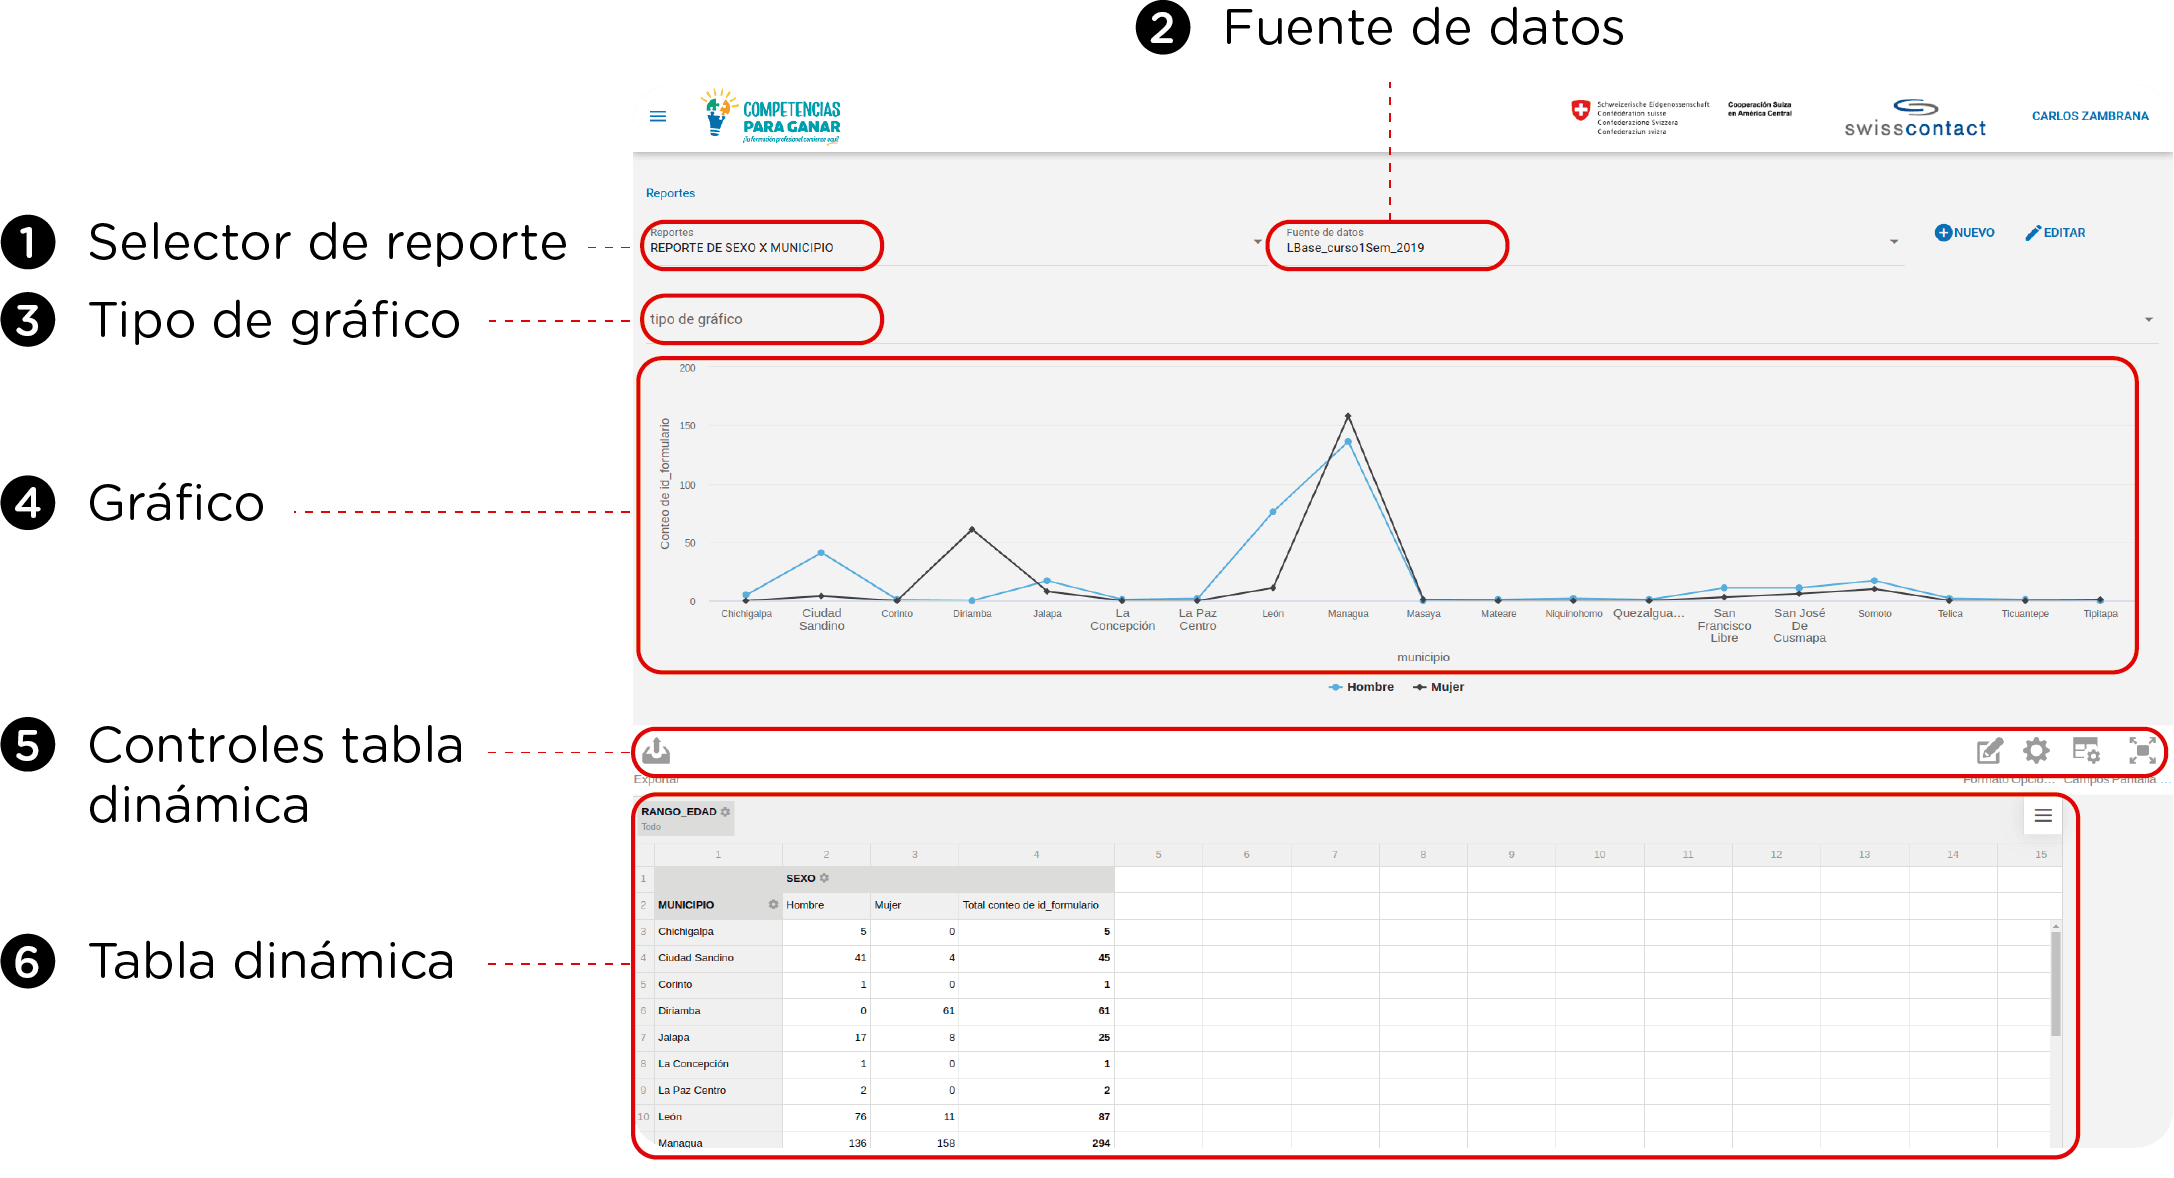 2 Fuente de datos
COMPETENCIAS
PARA GANAR
¡Tu formación profesional comienza aquí!
Schweizerische Eidgenossenschaft
Confédération suisse
Confederazione Svizzera
Confederaziun svizra
Cooperación Suiza
en América Central
swisscontact
CARLOS ZAMBRANA
Reportes
1 Selector de reporte
Reportes
REPORTE DE SEXO X MUNICIPIO
Fuente de datos
LBase_curso1Sem_2019
NUEVO
EDITAR
3 Tipo de gráfico
tipo de gráfico
4 Gráfico
Conteo de id_formulario
200
150
100
50
0
Chichigalpa
Ciudad
Sandino
Corinto
Diriamba
Jalapa
La
Concepción
La Paz
Centro
León
Managua
Masaya
Mateare
Niquinohomo
Quezalgua...
San
Francisco
Libre
San José
De
Cusmapa
Somoto
Telica
Ticuantepe
Tipitapa
municipio
Hombre Mujer
5 Controles tabla
dinámica
Exportar
Formato Opcio... Campos Pantalla ...
6 Tabla dinámica
RANGO_EDAD
Todo
1 2 3 4 5 6 7 8 9 10 11 12 13 14 15
1 SEXO
2 MUNICIPIO Hombre Mujer Total conteo de id_formulario
3 Chichigalpa 5 0 5
4 Ciudad Sandino 41 4 45
5 Corinto 1 0 1
6 Diriamba 0 61 61
7 Jalapa 17 8 25
8 La Concepción 1 0 1
9 La Paz Centro 2 0 2
10 León 76 11 87
Managua 136 158 294